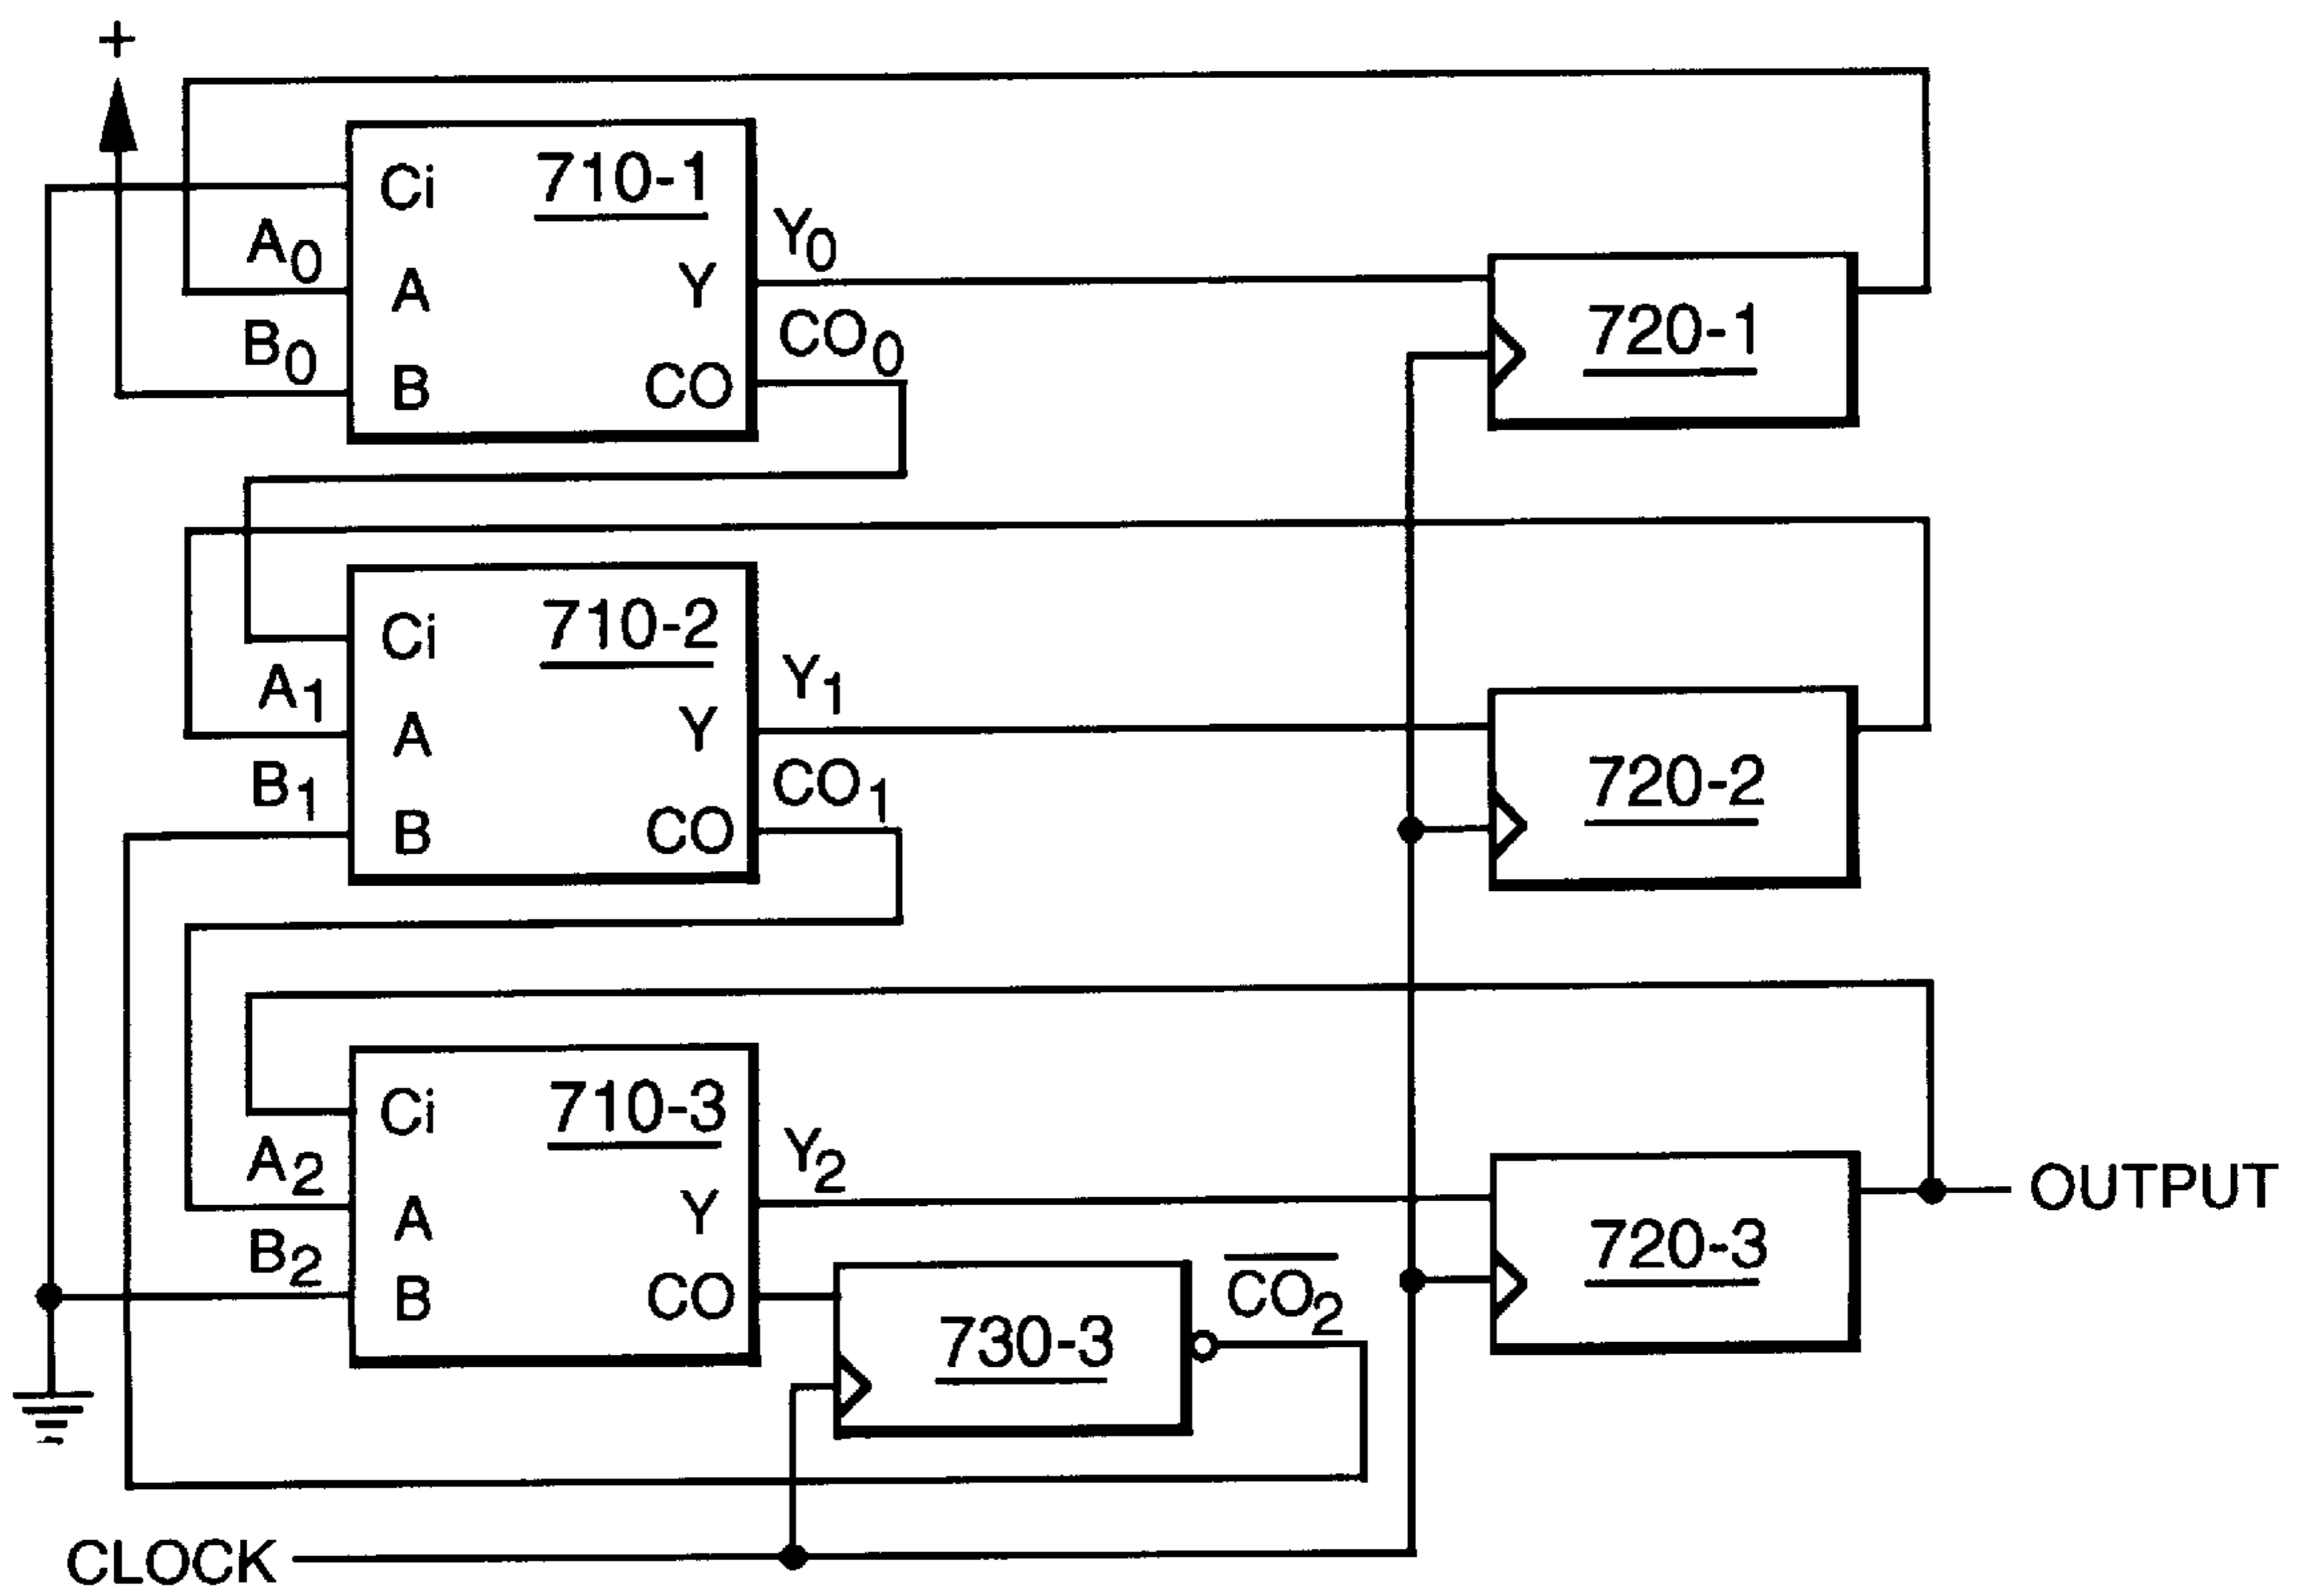 +
Ci 710-1
A0
A Y Y0
B0
B CO CO0
720-1
Ci 710-2
A1
A Y Y1
B1
B CO CO1
720-2
Ci 710-3
A2
A Y Y2
B2
B CO
730-3
C̅O̅2
720-3
OUTPUT
CLOCK